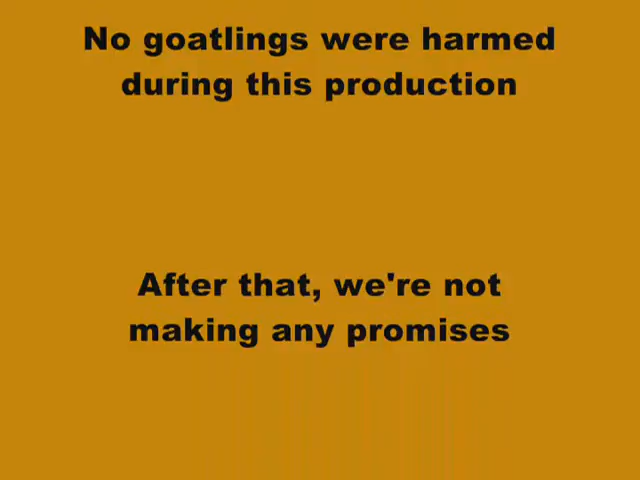 No goatlings were harmed
during this production
After that, we're not
making any promises